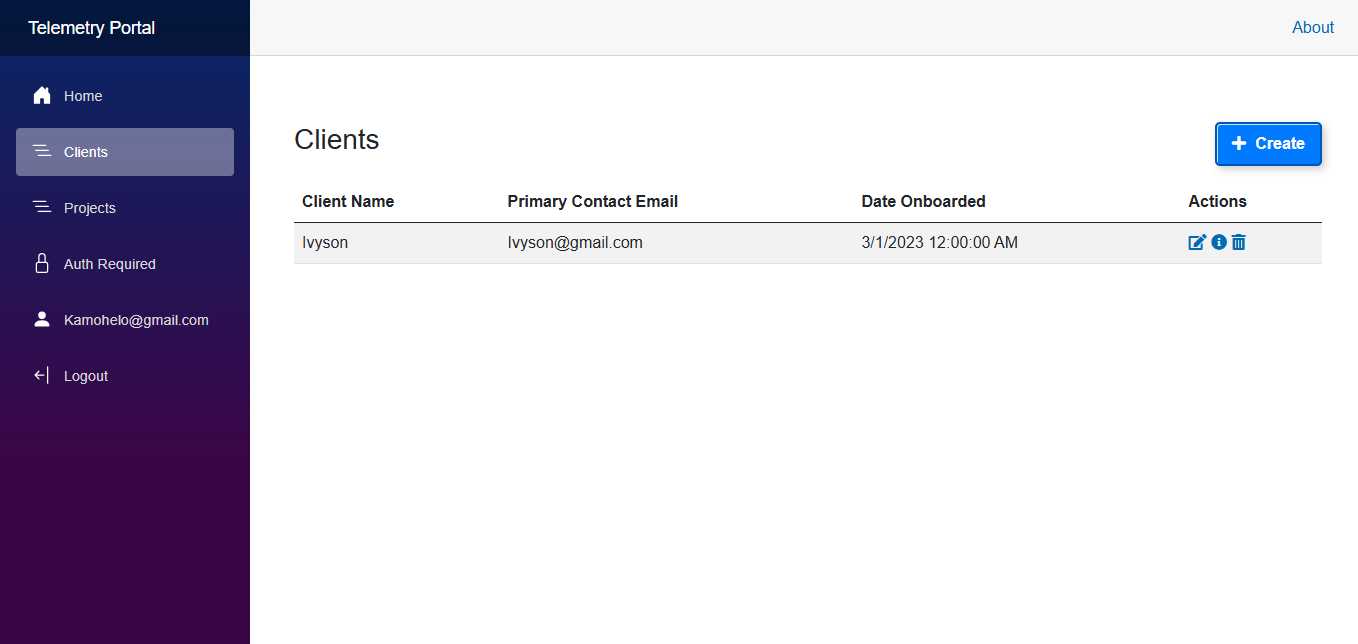 Telemetry Portal
About
Home
Clients
Projects
Auth Required
Kamohelo@gmail.com
Logout
Clients
Create
Client Name Primary Contact Email Date Onboarded Actions
Ivyson Ivyson@gmail.com 3/1/2023 12:00:00 AM